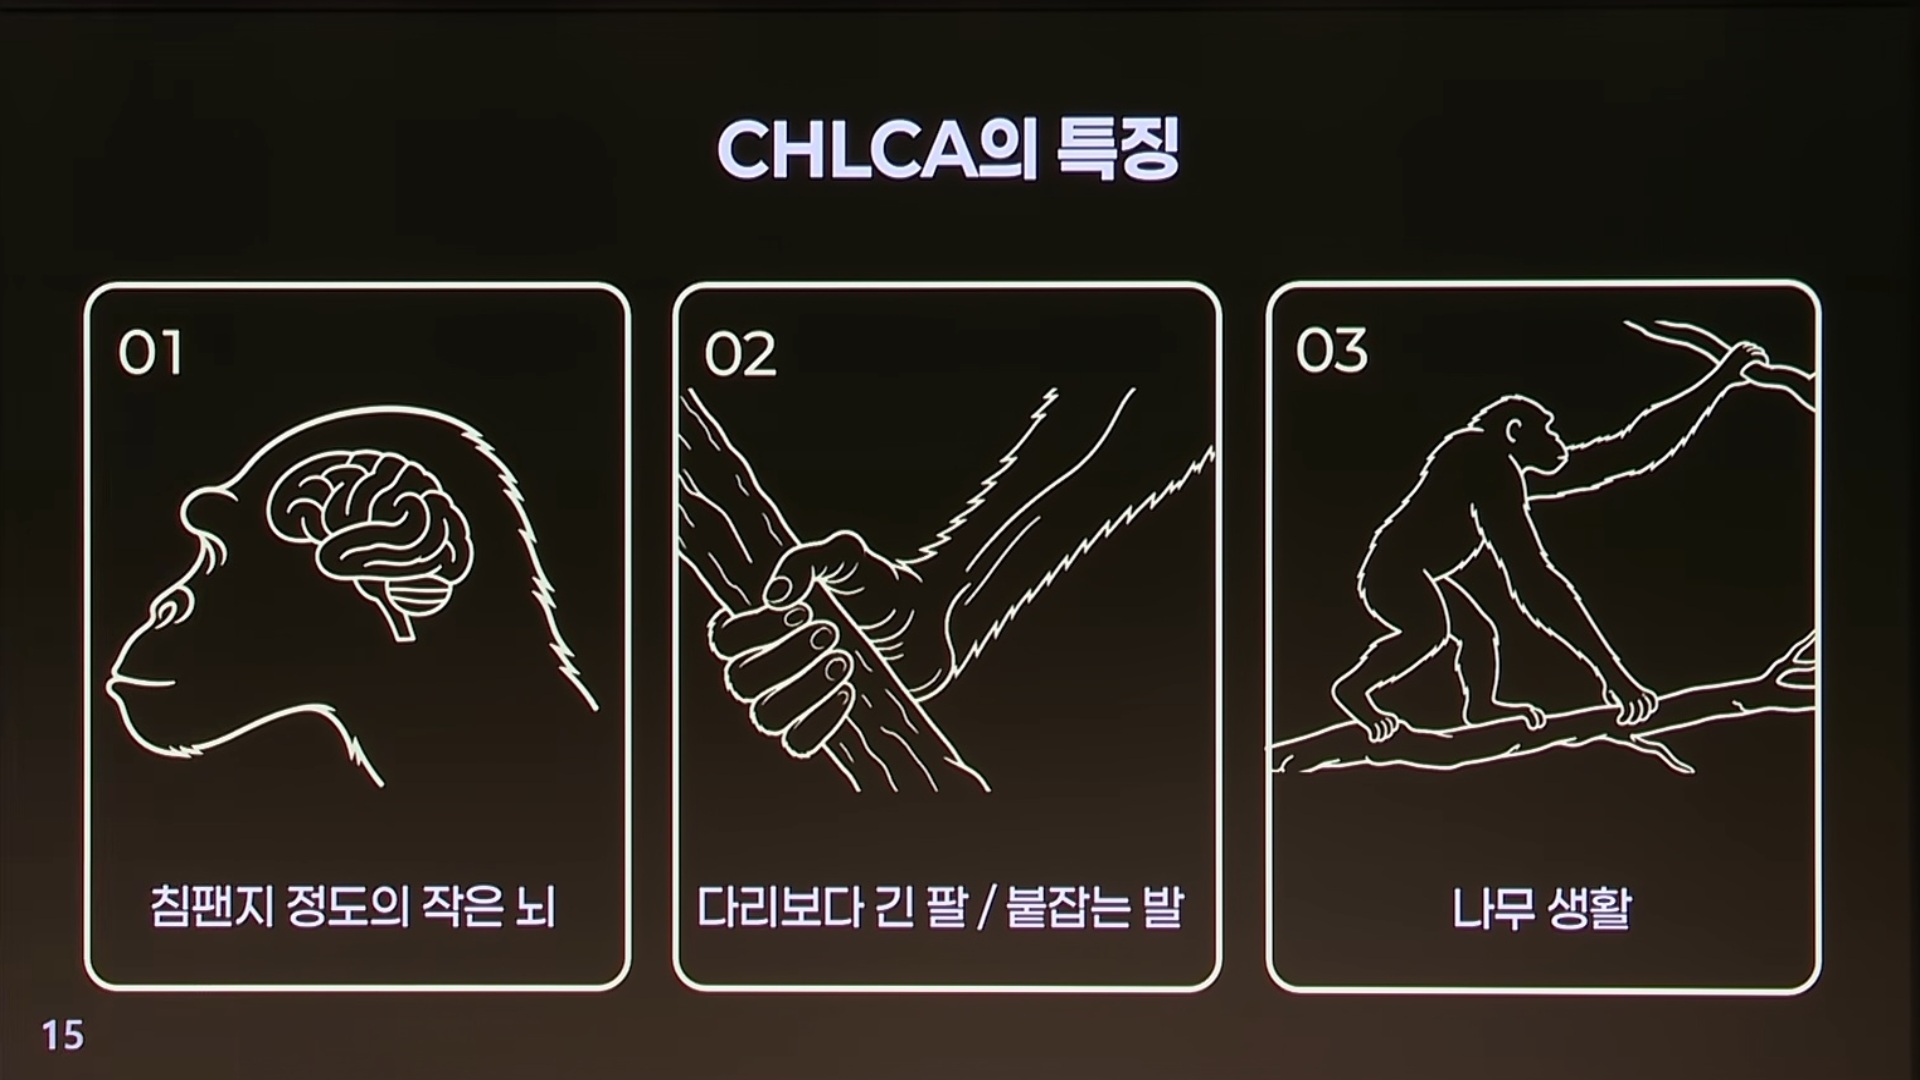 CHLCA의 특징
01
02
03
침팬지 정도의 작은 뇌
다리보다 긴 팔 / 붙잡는 발
나무 생활
15